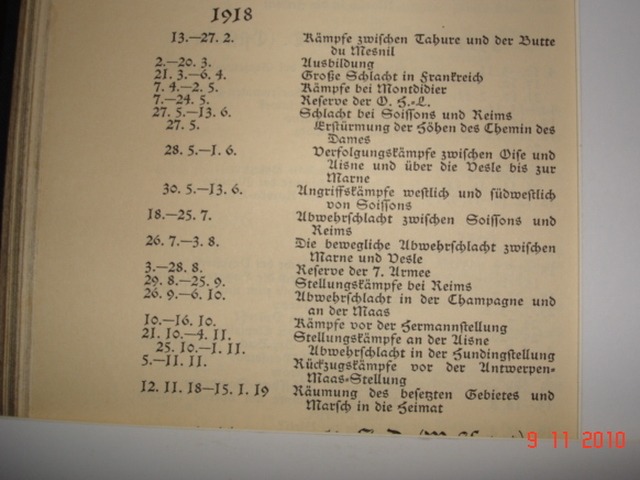 1918
13.—27. 2. Kämpfe zwischen Tahure und der Butte
du Mesnil
2.—20. 3. Ausbildung
21. 3.—6. 4. Große Schlacht in Frankreich
7. 4.—2. 5. Kämpfe bei Montdidier
7.—24. 5. Reserve der O. H.-L.
27. 5.—13. 6. Schlacht bei Soissons und Reims
27. 5. Erstürmung der Höhen des Chemin des
Dames
28. 5.—1. 6. Verfolgungskämpfe zwischen Oise und
Aisne und über die Vesle bis zur
Marne
30. 5.—13. 6. Angriffskämpfe westlich und südwestlich
von Soissons
18.—25. 7. Abwehrschlacht zwischen Soissons und
Reims
26. 7.—3. 8. Die bewegliche Abwehrschlacht zwischen
Marne und Vesle
3.—28. 8. Reserve der 7. Armee
29. 8.—25. 9. Stellungskämpfe bei Reims
26. 9.—6. 10. Abwehrschlacht in der Champagne und
an der Maas
10.—16. 10. Kämpfe vor der Hermannstellung
21. 10.—4. 11. Stellungskämpfe an der Aisne
25. 10.—1. 11. Abwehrschlacht in der Hundingstellung
5.—11. 11. Rückzugskämpfe vor der Antwerpen-
Maas-Stellung
12. 11. 18—15. 1. 19 Räumung des besetzten Gebietes und
Marsch in die Heimat
9 11 2010